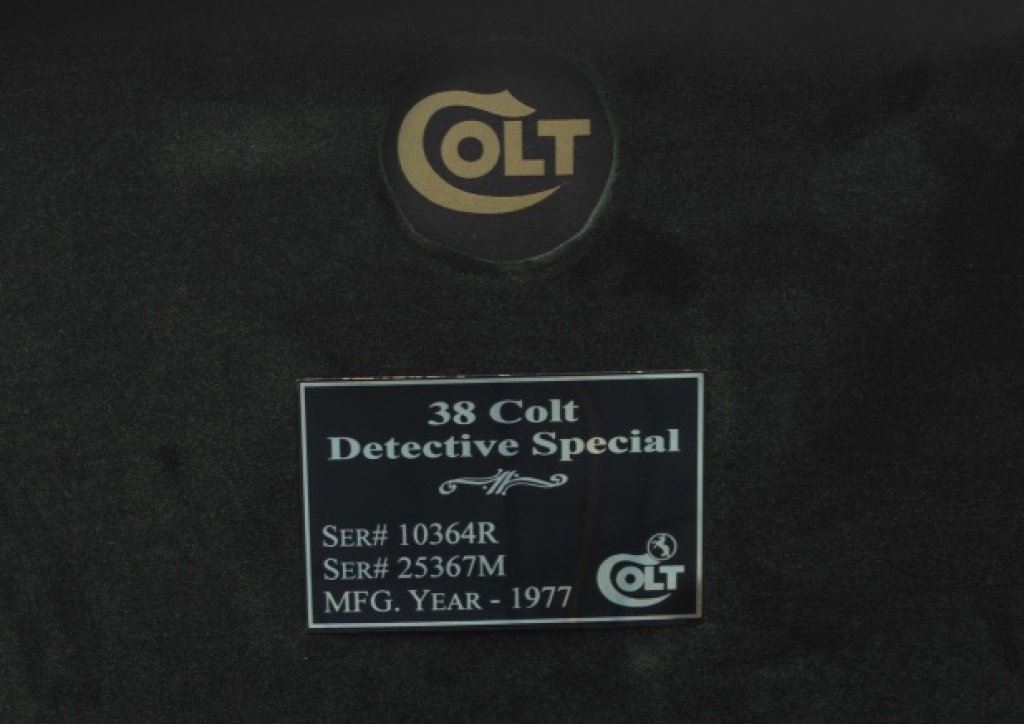 COLT
38 Colt
Detective Special
SER# 10364R
SER# 25367M
MFG. YEAR - 1977
COLT